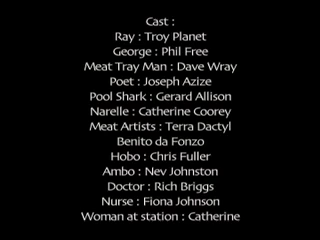 Cast :
Ray : Troy Planet
George : Phil Free
Meat Tray Man : Dave Wray
Poet : Joseph Azize
Pool Shark : Gerard Allison
Narelle : Catherine Coorey
Meat Artists : Terra Dactyl
Benito da Fonzo
Hobo : Chris Fuller
Ambo : Nev Johnston
Doctor : Rich Briggs
Nurse : Fiona Johnson
Woman at station : Catherine